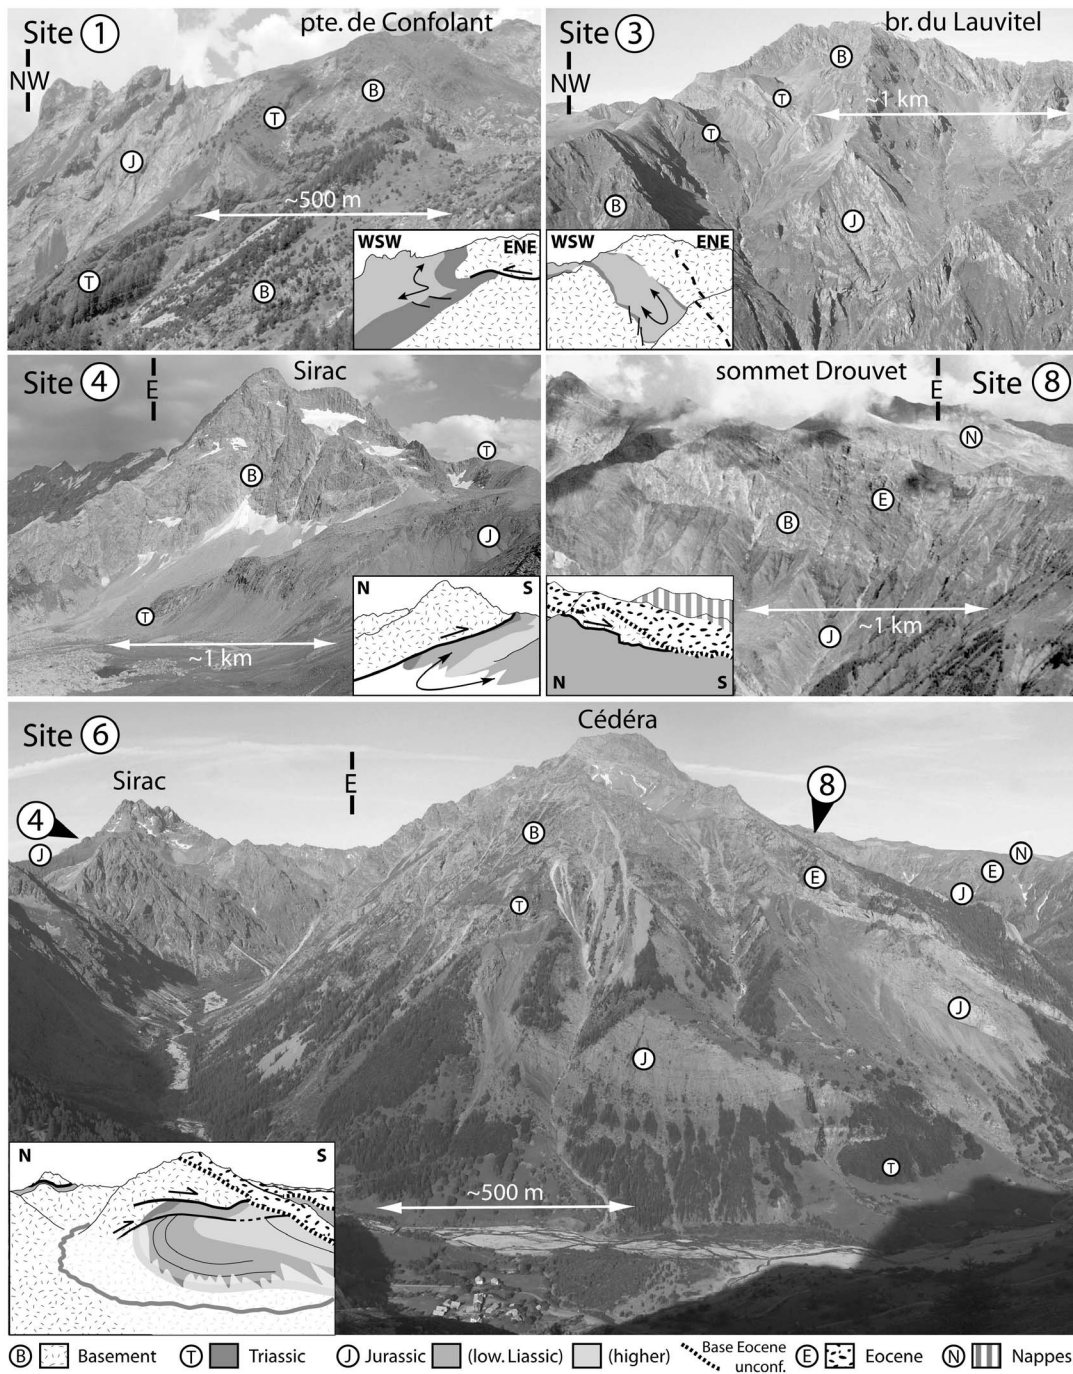 Site 1
pte. de Confolant
NW
B
T
J
~500 m
T
B
WSW
ENE
Site 3
br. du Lauvitel
NW
B
T
~1 km
T
B
J
WSW
ENE
Site 4
E
Sirac
T
B
J
T
~1 km
N
S
sommet Drouvet
E
Site 8
N
E
B
~1 km
J
N
S
Site 6
Cédéra
E
Sirac
4
8
J
B
N
E
E
T
J
J
J
T
~500 m
N
S
B Basement
T Triassic
J Jurassic
(low. Liassic)
(higher)
Base Eocene
unconf.
E Eocene
N Nappes